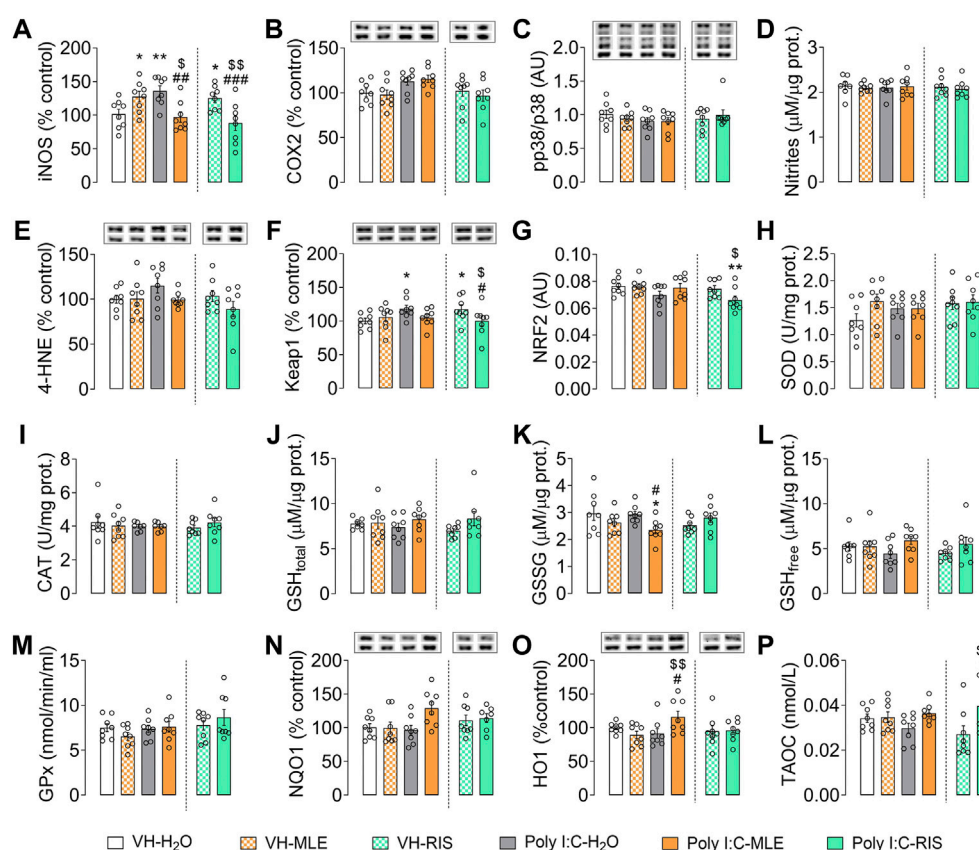 A
iNOS (% control)
200
150
100
50
0
*
**
$
##
*
$$
###
B
COX2 (% control)
200
150
100
50
0
C
pp38/p38 (AU)
2.0
1.5
1.0
0.5
0.0
D
Nitrites (μM/μg prot.)
3
2
1
0
E
4-HNE (% control)
150
100
50
0
F
Keap1 (% control)
200
150
100
50
0
*
*
$
#
G
NRF2 (AU)
0.10
0.08
0.06
0.04
0.02
0.00
$
**
H
SOD (U/mg prot.)
2.5
2.0
1.5
1.0
0.5
0.0
I
CAT (U/mg prot.)
8
6
4
2
0
J
GSHtotal (μM/μg prot.)
15
10
5
0
K
GSSG (μM/μg prot.)
5
4
3
2
1
0
#
*
L
GSHfree (μM/μg prot.)
15
10
5
0
M
GPx (nmol/min/ml)
15
10
5
0
N
NQO1 (% control)
200
150
100
50
0
O
HO1 (%control)
200
150
100
50
0
$$
#
P
TAOC (nmol/L)
0.06
0.04
0.02
0.00
VH-H₂O VH-MLE VH-RIS Poly I:C-H₂O Poly I:C-MLE Poly I:C-RIS